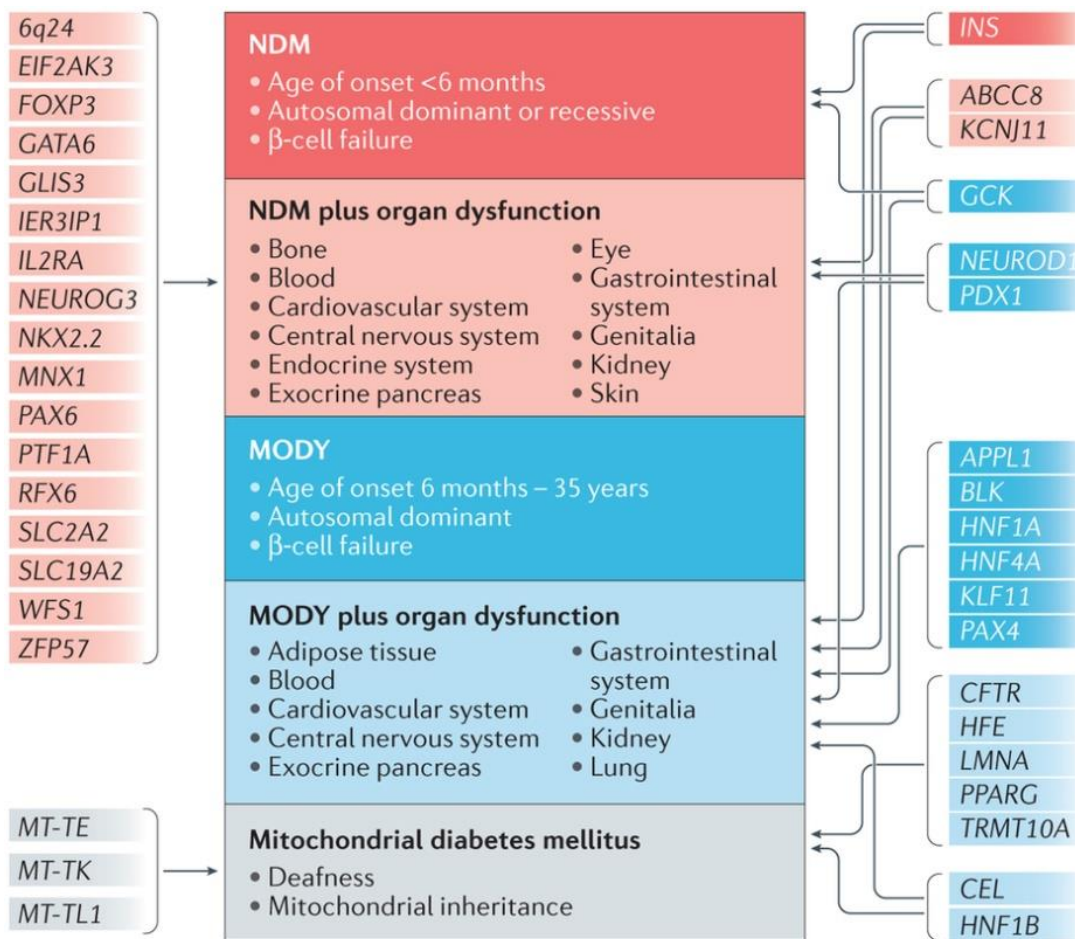 6q24
EIF2AK3
FOXP3
GATA6
GLIS3
IER3IP1
IL2RA
NEUROG3
NKX2.2
MNX1
PAX6
PTF1A
RFX6
SLC2A2
SLC19A2
WFS1
ZFP57
MT-TE
MT-TK
MT-TL1
NDM
• Age of onset <6 months
• Autosomal dominant or recessive
• β-cell failure
NDM plus organ dysfunction
• Bone
• Blood
• Cardiovascular system
• Central nervous system
• Endocrine system
• Exocrine pancreas
• Eye
• Gastrointestinal
system
• Genitalia
• Kidney
• Skin
MODY
• Age of onset 6 months – 35 years
• Autosomal dominant
• β-cell failure
MODY plus organ dysfunction
• Adipose tissue
• Blood
• Cardiovascular system
• Central nervous system
• Exocrine pancreas
• Gastrointestinal
system
• Genitalia
• Kidney
• Lung
Mitochondrial diabetes mellitus
• Deafness
• Mitochondrial inheritance
INS
ABCC8
KCNJ11
GCK
NEUROD1
PDX1
APPL1
BLK
HNF1A
HNF4A
KLF11
PAX4
CFTR
HFE
LMNA
PPARG
TRMT10A
CEL
HNF1B